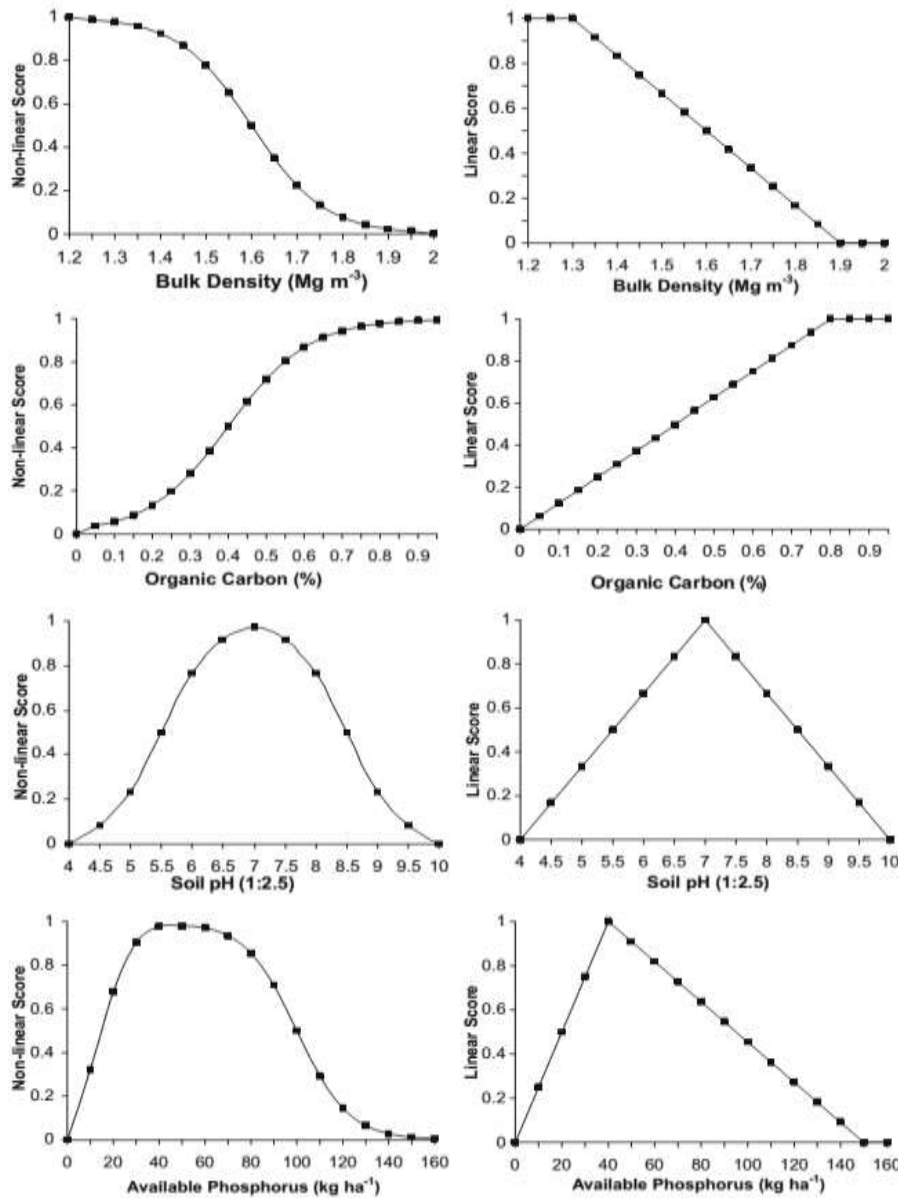 1
0.8
0.6
0.4
0.2
0
Non-linear Score
1.2 1.3 1.4 1.5 1.6 1.7 1.8 1.9 2
Bulk Density (Mg m⁻³)
1
0.8
0.6
0.4
0.2
0
Linear Score
1.2 1.3 1.4 1.5 1.6 1.7 1.8 1.9 2
Bulk Density (Mg m⁻³)
1
0.8
0.6
0.4
0.2
0
Non-linear Score
0 0.1 0.2 0.3 0.4 0.5 0.6 0.7 0.8 0.9
Organic Carbon (%)
1
0.8
0.6
0.4
0.2
0
Linear Score
0 0.1 0.2 0.3 0.4 0.5 0.6 0.7 0.8 0.9
Organic Carbon (%)
1
0.8
0.6
0.4
0.2
0
Non-linear Score
4 4.5 5 5.5 6 6.5 7 7.5 8 8.5 9 9.5 10
Soil pH (1:2.5)
1
0.8
0.6
0.4
0.2
0
Linear Score
4 4.5 5 5.5 6 6.5 7 7.5 8 8.5 9 9.5 10
Soil pH (1:2.5)
1
0.8
0.6
0.4
0.2
0
Non-linear Score
0 20 40 60 80 100 120 140 160
Available Phosphorus (kg ha⁻¹)
1
0.8
0.6
0.4
0.2
0
Linear Score
0 20 40 60 80 100 120 140 160
Available Phosphorus (kg ha⁻¹)